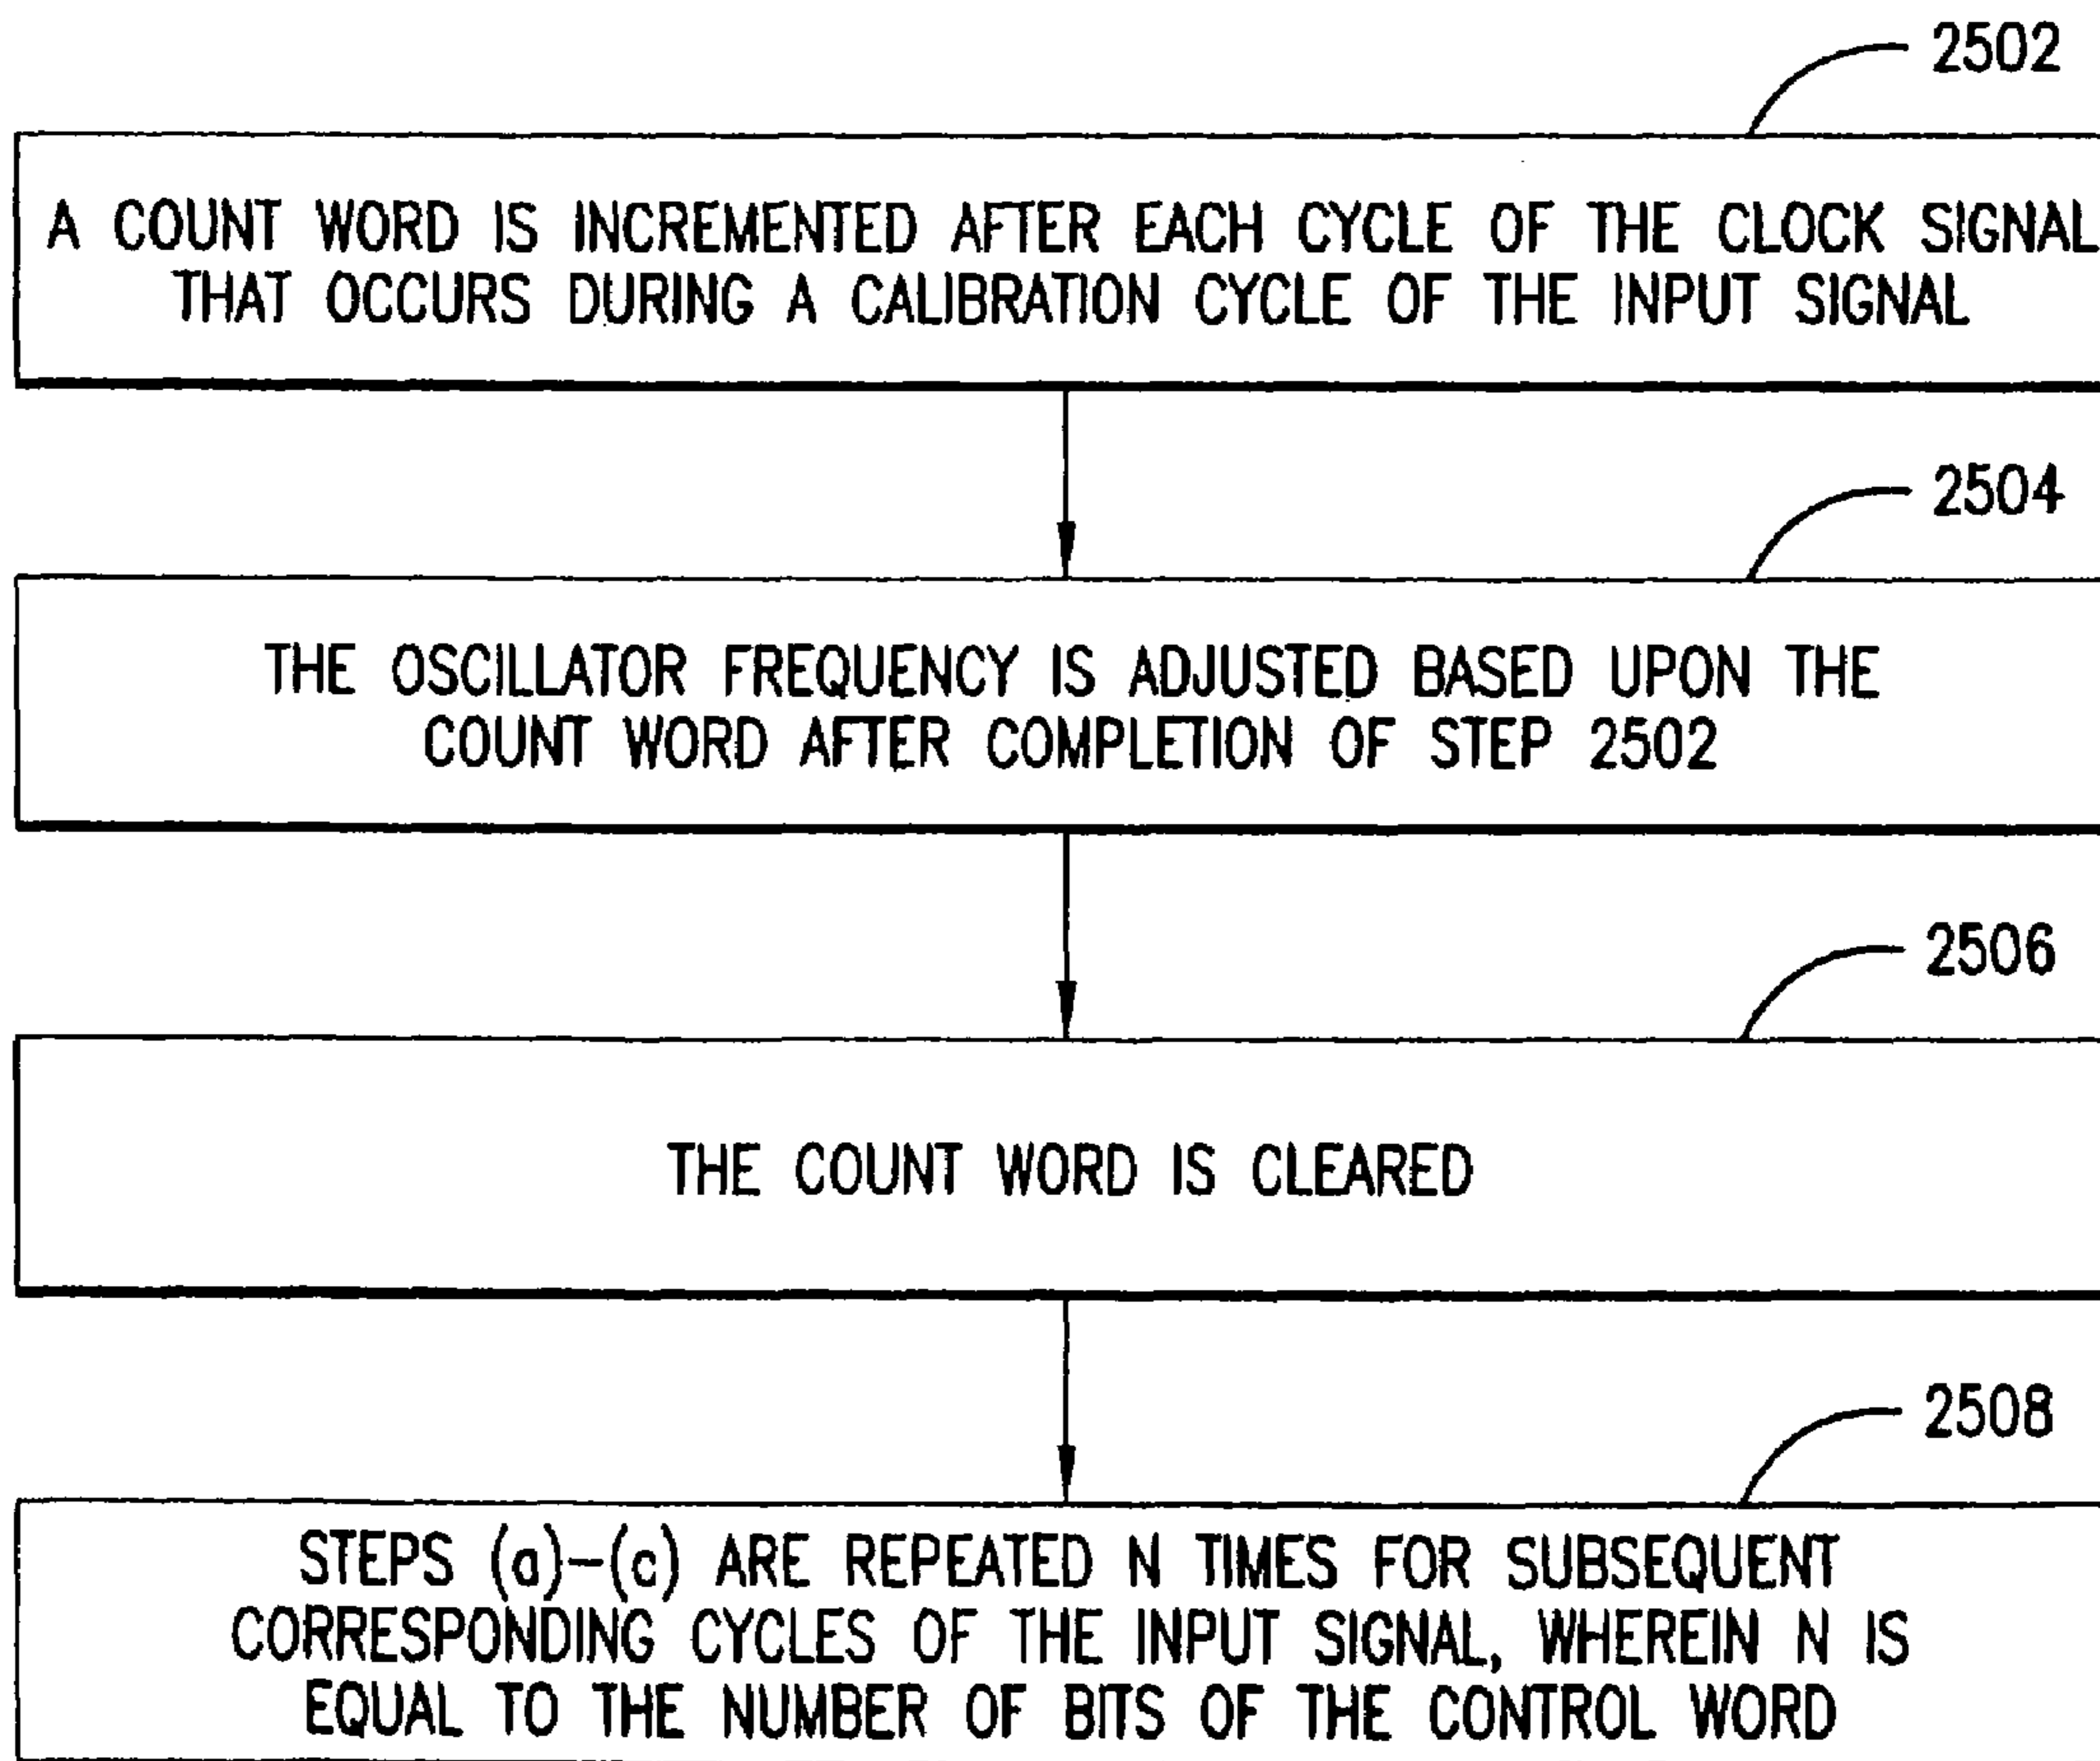 2502
A COUNT WORD IS INCREMENTED AFTER EACH CYCLE OF THE CLOCK SIGNAL
THAT OCCURS DURING A CALIBRATION CYCLE OF THE INPUT SIGNAL
2504
THE OSCILLATOR FREQUENCY IS ADJUSTED BASED UPON THE
COUNT WORD AFTER COMPLETION OF STEP 2502
2506
THE COUNT WORD IS CLEARED
2508
STEPS (a)–(c) ARE REPEATED N TIMES FOR SUBSEQUENT
CORRESPONDING CYCLES OF THE INPUT SIGNAL, WHEREIN N IS
EQUAL TO THE NUMBER OF BITS OF THE CONTROL WORD